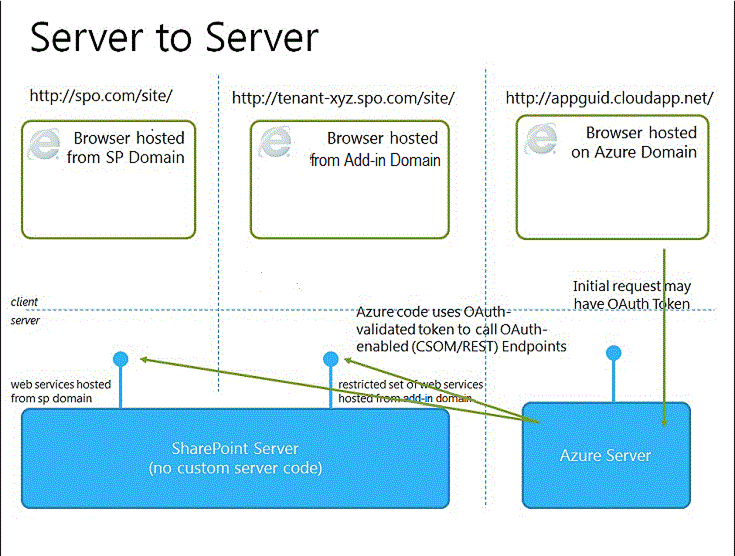 Server to Server
http://spo.com/site/
http://tenant-xyz.spo.com/site/
http://appguid.cloudapp.net/
Browser hosted
from SP Domain
Browser hosted
from Add-in Domain
Browser hosted
on Azure Domain
client
server
Initial request may
have OAuth Token
Azure code uses OAuth-
validated token to call OAuth-
enabled (CSOM/REST) Endpoints
web services hosted
from sp domain
restricted set of web services
hosted from add-in domain
SharePoint Server
(no custom server code)
Azure Server